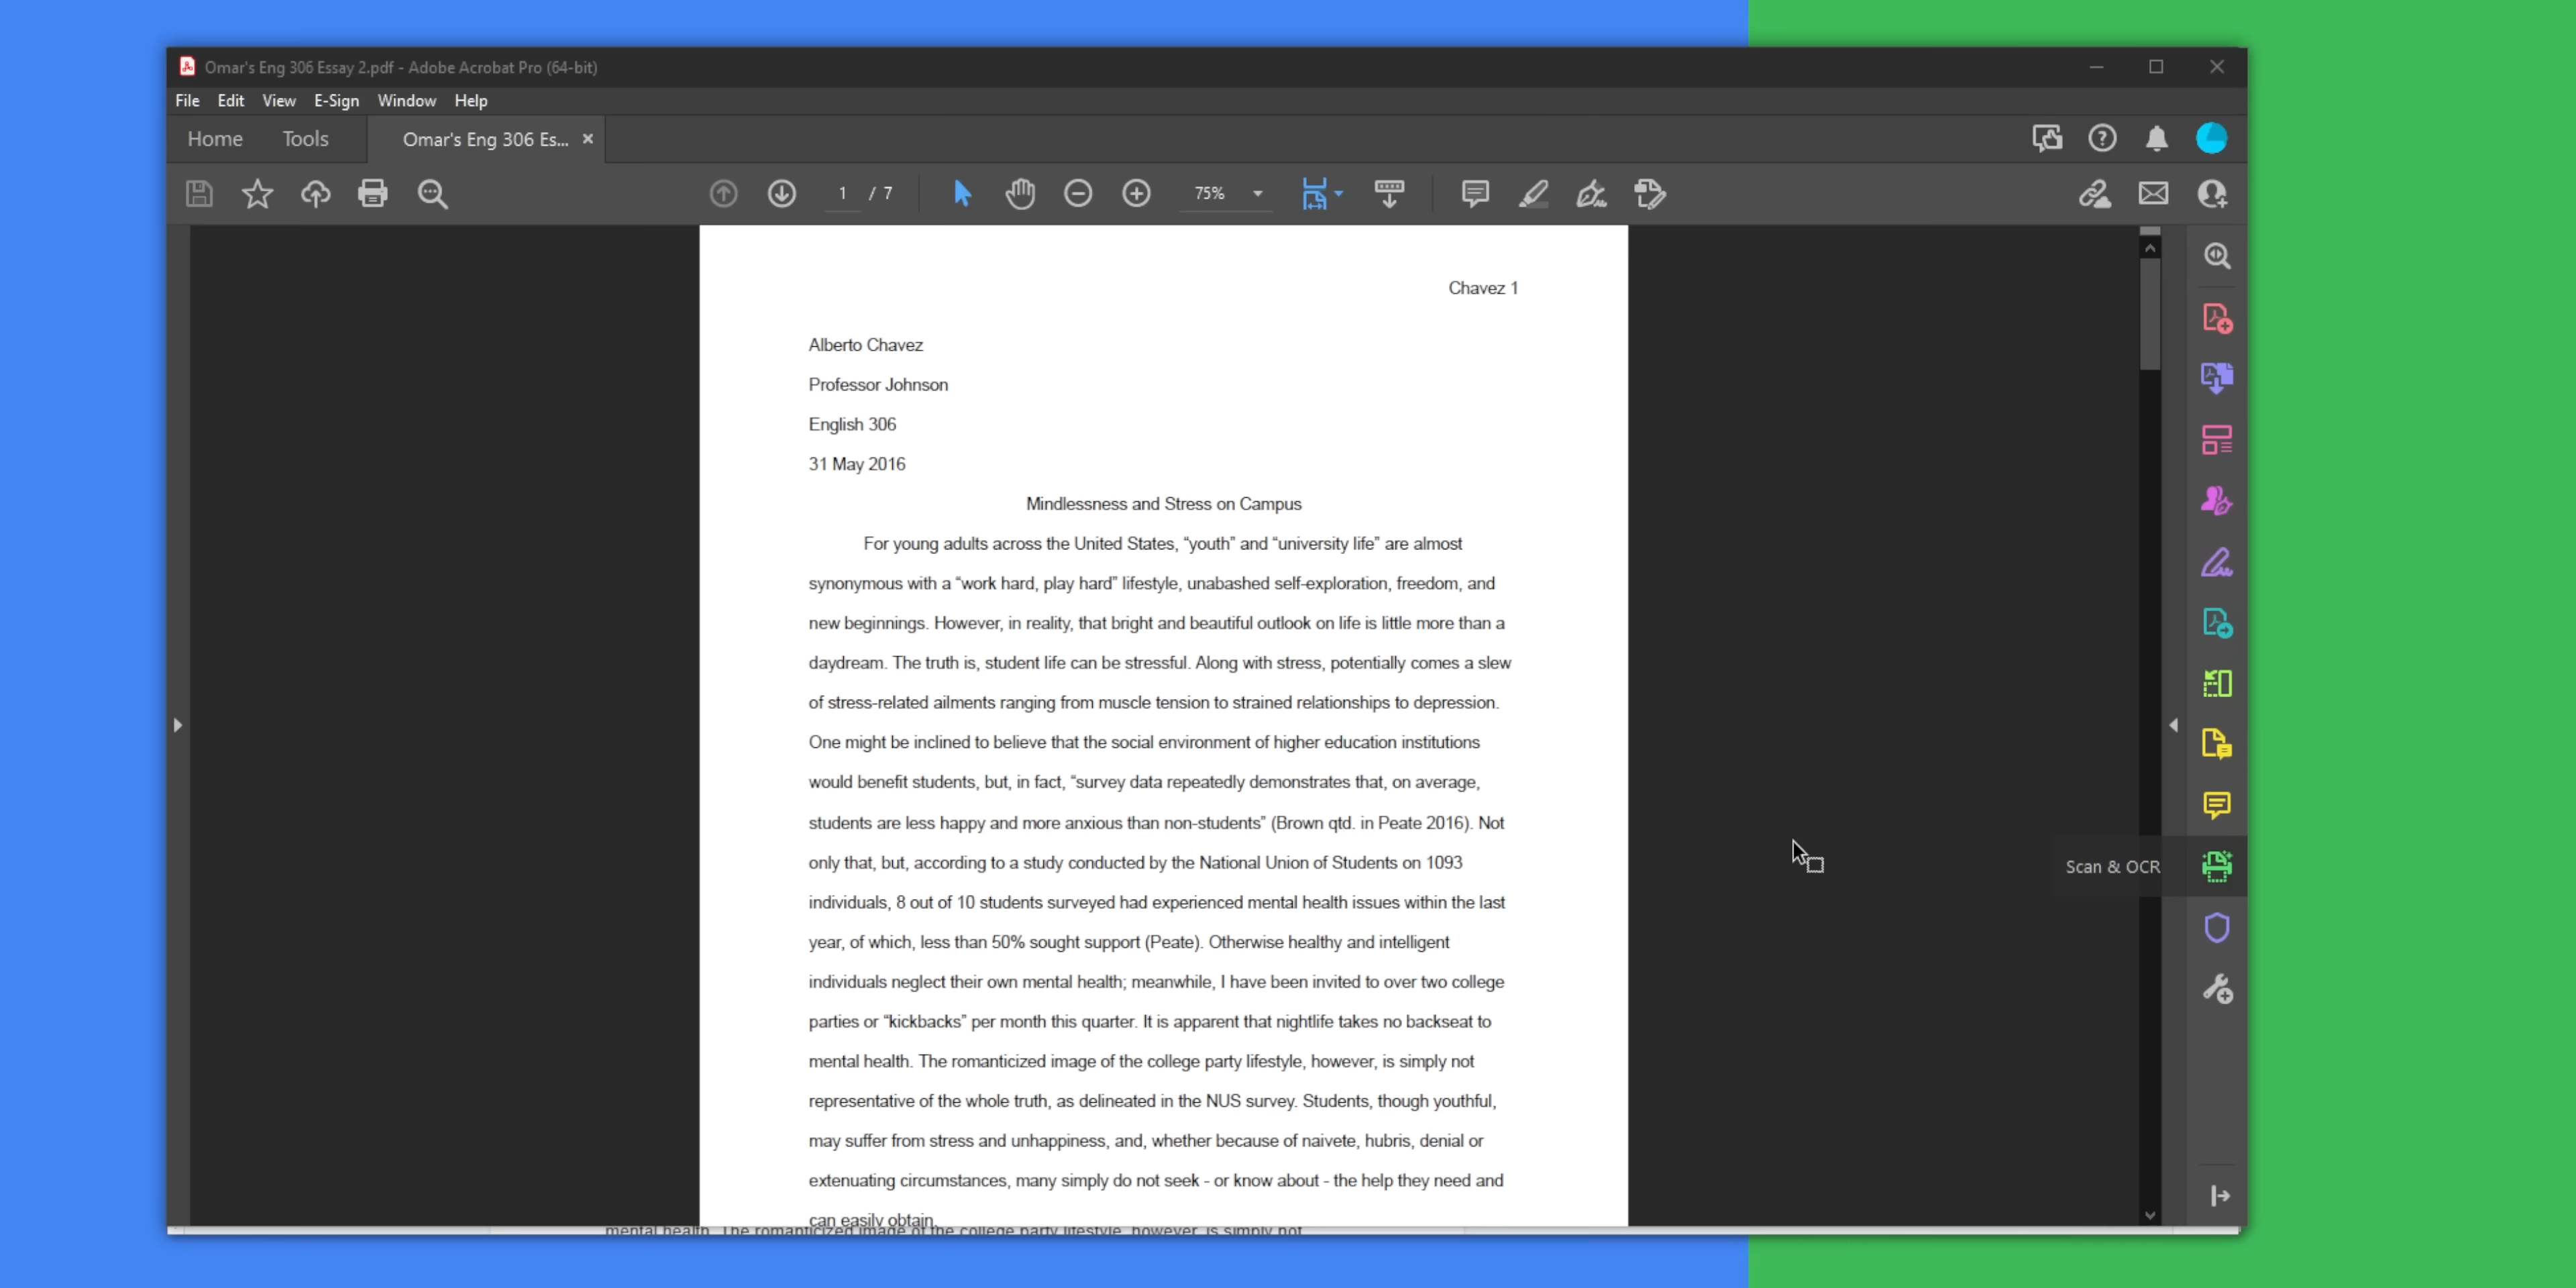 Omar's Eng 306 Essay 2.pdf - Adobe Acrobat Pro (64-bit)
File Edit View E-Sign Window Help
Home Tools Omar's Eng 306 Es...
1 / 7 75%
Chavez 1
Alberto Chavez
Professor Johnson
English 306
31 May 2016
Mindlessness and Stress on Campus
For young adults across the United States, “youth” and “university life” are almost
synonymous with a “work hard, play hard” lifestyle, unabashed self-exploration, freedom, and
new beginnings. However, in reality, that bright and beautiful outlook on life is little more than a
daydream. The truth is, student life can be stressful. Along with stress, potentially comes a slew
of stress-related ailments ranging from muscle tension to strained relationships to depression.
One might be inclined to believe that the social environment of higher education institutions
would benefit students, but, in fact, “survey data repeatedly demonstrates that, on average,
students are less happy and more anxious than non-students” (Brown qtd. in Peate 2016). Not
only that, but, according to a study conducted by the National Union of Students on 1093
individuals, 8 out of 10 students surveyed had experienced mental health issues within the last
year, of which, less than 50% sought support (Peate). Otherwise healthy and intelligent
individuals neglect their own mental health; meanwhile, I have been invited to over two college
parties or “kickbacks” per month this quarter. It is apparent that nightlife takes no backseat to
mental health. The romanticized image of the college party lifestyle, however, is simply not
representative of the whole truth, as delineated in the NUS survey. Students, though youthful,
may suffer from stress and unhappiness, and, whether because of naivete, hubris, denial or
extenuating circumstances, many simply do not seek - or know about - the help they need and
can easily obtain.
Scan & OCR
mental health. The romanticized image of the college party lifestyle, however, is simply not